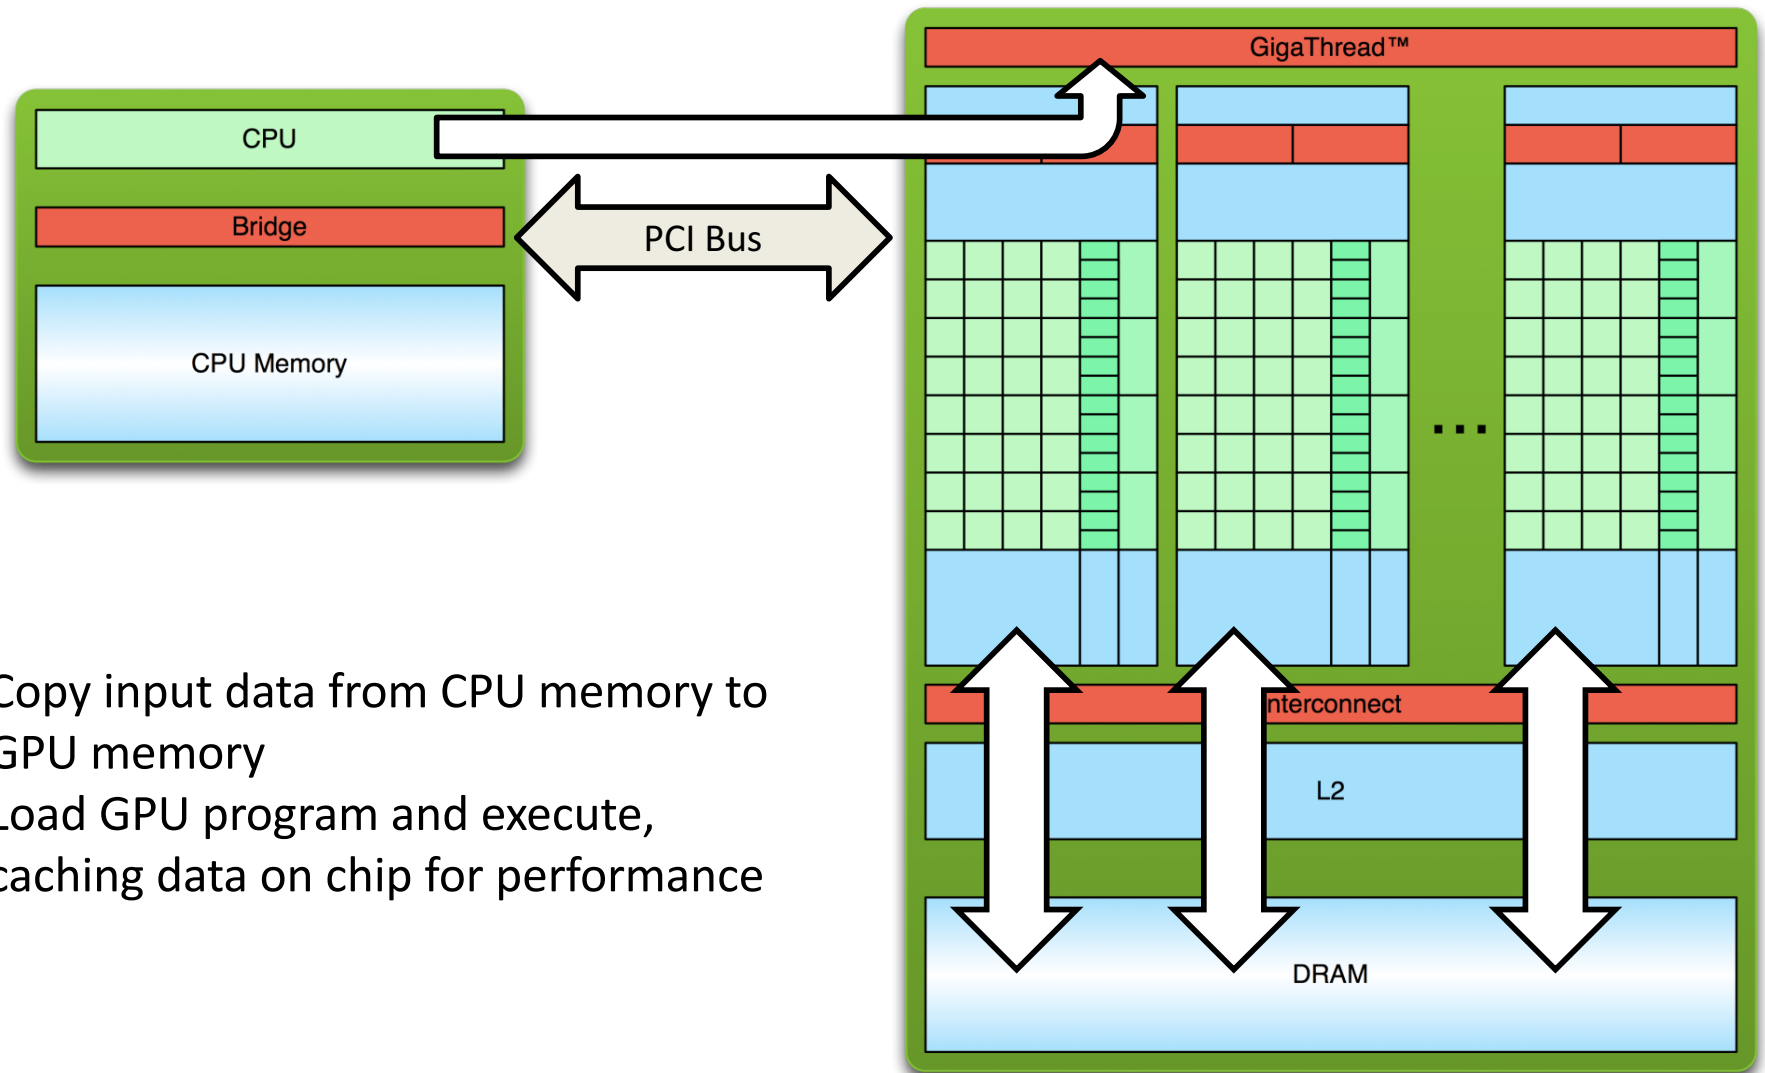 GigaThread™
CPU
Bridge
PCI Bus
CPU Memory
...
Copy input data from CPU memory to
GPU memory
Load GPU program and execute,
caching data on chip for performance
nterconnect
L2
DRAM